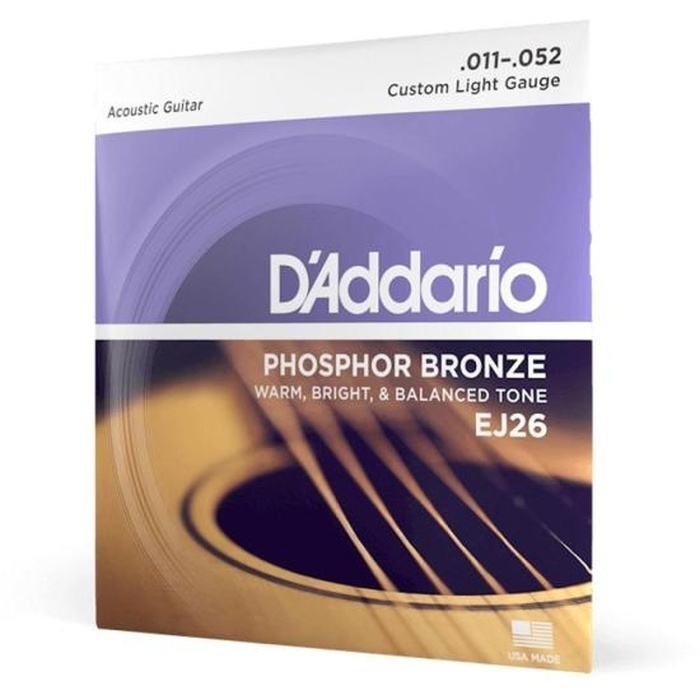 .011–.052
Custom Light Gauge
Acoustic Guitar
D'Addario
PHOSPHOR BRONZE
WARM, BRIGHT, & BALANCED TONE
EJ26
USA MADE